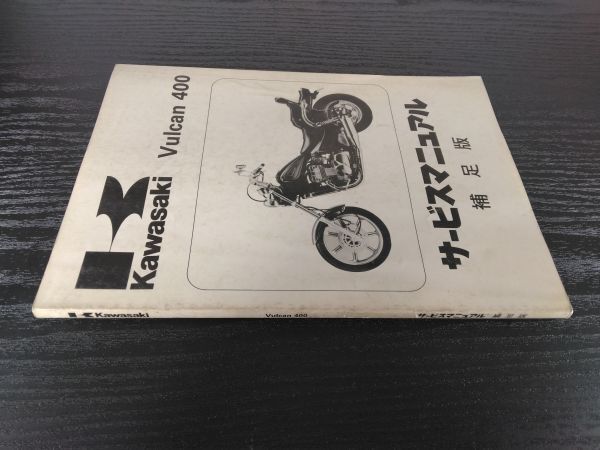 Kawasaki
Vulcan 400
サービスマニュアル
補足版
Kawasaki
Vulcan 400
サービスマニュアル 補足版